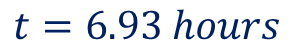 t = 6.93 hours